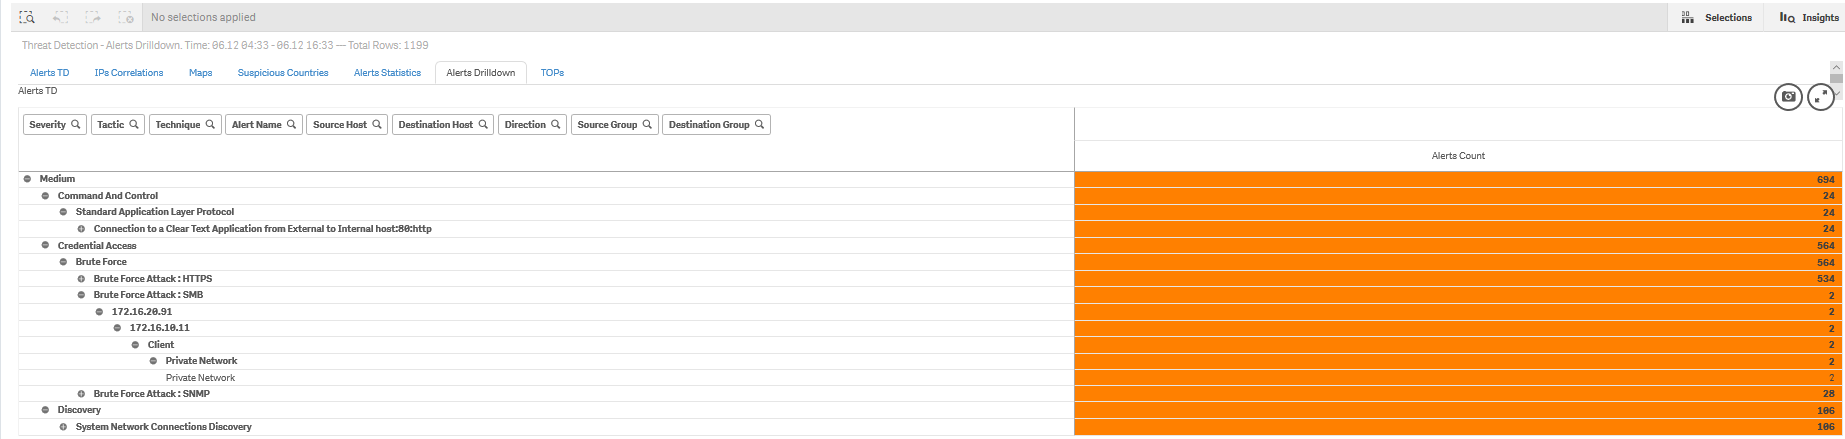 No selections applied
Selections
Insights
Threat Detection - Alerts Drilldown. Time: 06.12 04:33 - 06.12 16:33 — Total Rows: 1199
Alerts TD IPs Correlations Maps Suspicious Countries Alerts Statistics Alerts Drilldown TOPs
Alerts TD
Severity Tactic Technique Alert Name Source Host Destination Host Direction Source Group Destination Group
Alerts Count
Medium 694
Command And Control 24
Standard Application Layer Protocol 24
Connection to a Clear Text Application from External to Internal host:80:http 24
Credential Access 564
Brute Force 564
Brute Force Attack : HTTPS 534
Brute Force Attack : SMB 2
172.16.20.91 2
172.16.10.11 2
Client 2
Private Network 2
Private Network 2
Brute Force Attack : SNMP 28
Discovery 106
System Network Connections Discovery 106